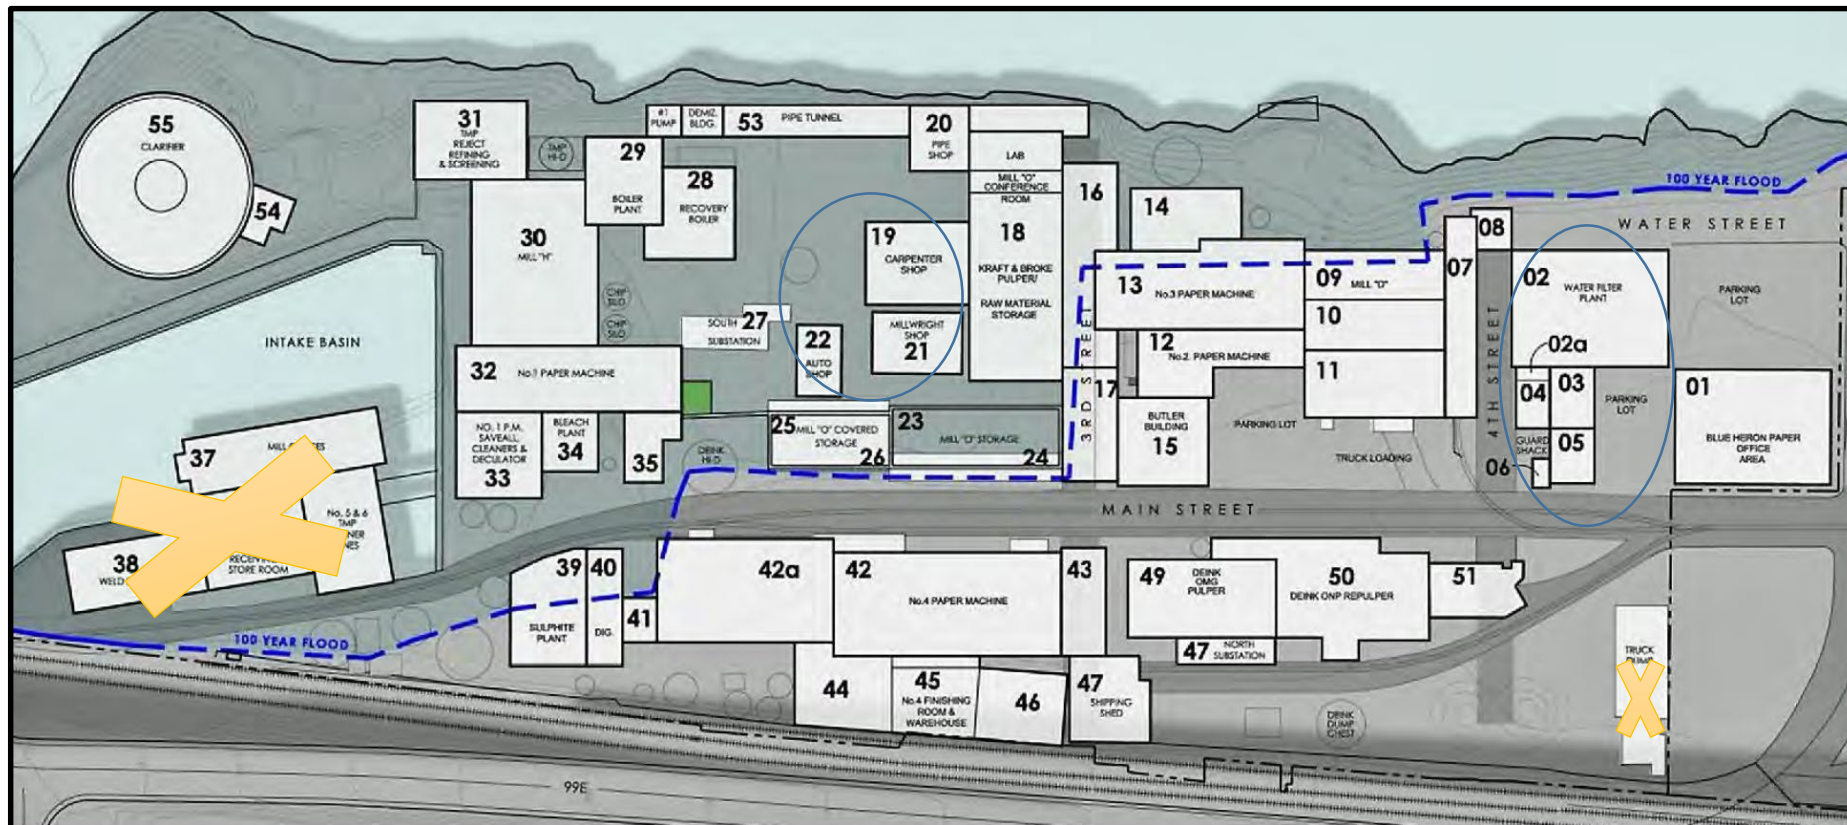 55
CLARIFIER
54
31
TMP
REJECT
REFINING
& SCREENING
TMP
HI-D
29
BOILER
PLANT
28
RECOVERY
BOILER
#1
PUMP
DEMIZ.
BLDG.
53
PIPE TUNNEL
20
PIPE
SHOP
LAB
MILL "O"
CONFERENCE
ROOM
18
KRAFT & BROKE
PULPER/
RAW MATERIAL
STORAGE
16
14
100 YEAR FLOOD
WATER STREET
08
07
30
MILL "H"
CHIP
SILO
CHIP
SILO
19
CARPENTER
SHOP
MILLWRIGHT
SHOP
21
22
AUTO
SHOP
SOUTH
27
SUBSTATION
13
No.3 PAPER MACHINE
09
MILL "D"
10
11
12
No.2. PAPER MACHINE
3RD STREET
17
4TH STREET
02
WATER FILTER
PLANT
02a
04
03
05
GUARD
SHACK
06
PARKING
LOT
PARKING
LOT
01
BLUE HERON PAPER
OFFICE
AREA
INTAKE BASIN
32
No.1 PAPER MACHINE
NO. 1 P.M.
SAVEALL,
CLEANERS &
DECULATOR
33
BLEACH
PLANT
34
35
DEINK
HI-D
25
MILL "O" COVERED
STORAGE
26
23
MILL "O" STORAGE
24
BUTLER
BUILDING
15
PARKING LOT
TRUCK LOADING
MAIN STREET
37
MILL
No. 5 & 6
TMP
38
WELD
STORE ROOM
100 YEAR FLOOD
39
SULPHITE
PLANT
40
DIG.
41
42a
42
No.4 PAPER MACHINE
43
44
45
No.4 FINISHING
ROOM &
WAREHOUSE
46
47
SHIPPING
SHED
49
DEINK
OMG
PULPER
47
NORTH
SUBSTATION
50
DEINK ONP REPULPER
51
DEINK
DUMP
CHEST
TRUCK
99E